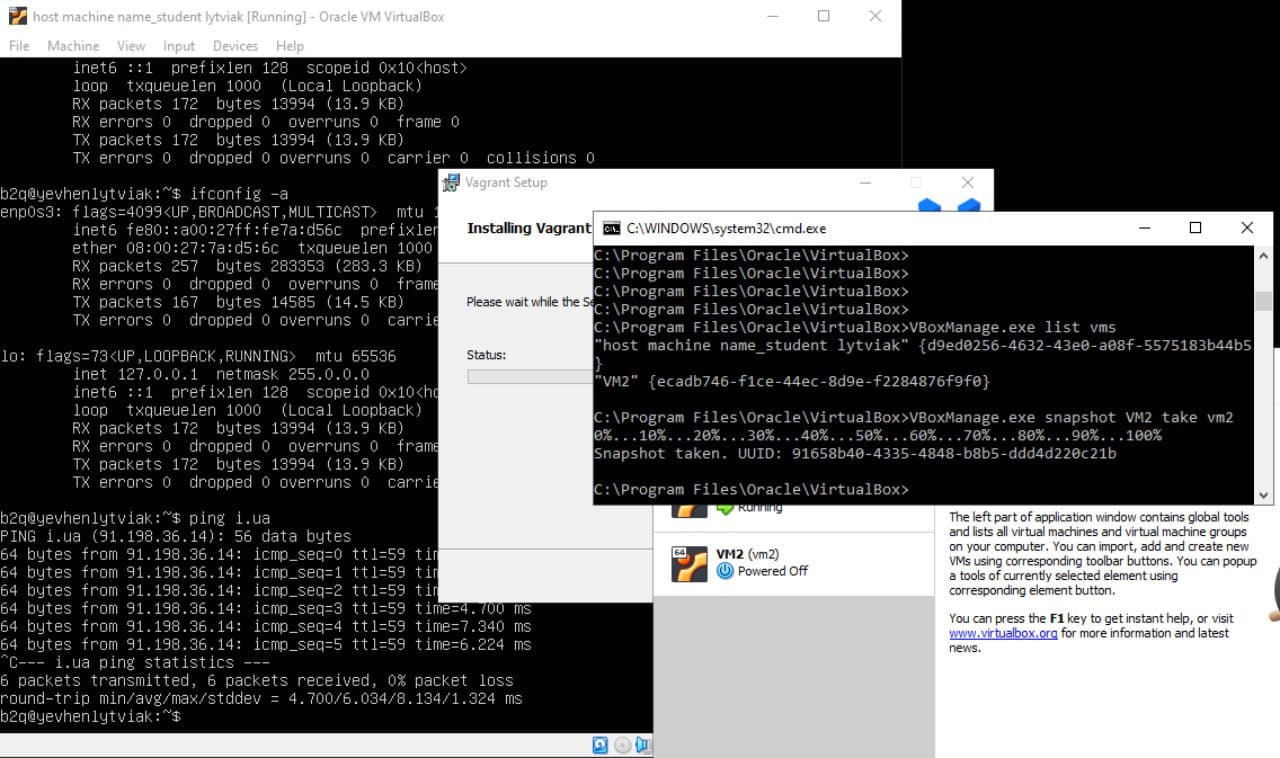 host machine name_student lytviak [Running] - Oracle VM VirtualBox
File Machine View Input Devices Help
inet6 ::1 prefixlen 128 scopeid 0x10<host>
loop txqueuelen 1000 (Local Loopback)
RX packets 172 bytes 13994 (13.9 KB)
RX errors 0 dropped 0 overruns 0 frame 0
TX packets 172 bytes 13994 (13.9 KB)
TX errors 0 dropped 0 overruns 0 carrier 0 collisions 0
b2q@yevhenlytviak:~$ ifconfig -a
enp0s3: flags=4099<UP,BROADCAST,MULTICAST> mtu
inet6 fe80::a00:27ff:fe7a:d56c prefixlen
ether 08:00:27:7a:d5:6c txqueuelen 1000
RX packets 257 bytes 283353 (283.3 KB)
RX errors 0 dropped 0 overruns 0 frame
TX packets 167 bytes 14585 (14.5 KB)
TX errors 0 dropped 0 overruns 0 carrie
lo: flags=73<UP,LOOPBACK,RUNNING> mtu 65536
inet 127.0.0.1 netmask 255.0.0.0
inet6 ::1 prefixlen 128 scopeid 0x10<ho
loop txqueuelen 1000 (Local Loopback)
RX packets 172 bytes 13994 (13.9 KB)
RX errors 0 dropped 0 overruns 0 frame
TX packets 172 bytes 13994 (13.9 KB)
TX errors 0 dropped 0 overruns 0 carrie
b2q@yevhenlytviak:~$ ping i.ua
PING i.ua (91.198.36.14): 56 data bytes
64 bytes from 91.198.36.14: icmp_seq=0 ttl=59 tim
64 bytes from 91.198.36.14: icmp_seq=1 ttl=59 tim
64 bytes from 91.198.36.14: icmp_seq=2 ttl=59 tim
64 bytes from 91.198.36.14: icmp_seq=3 ttl=59 time=4.700 ms
64 bytes from 91.198.36.14: icmp_seq=4 ttl=59 time=7.340 ms
64 bytes from 91.198.36.14: icmp_seq=5 ttl=59 time=6.224 ms
^C--- i.ua ping statistics ---
6 packets transmitted, 6 packets received, 0% packet loss
round-trip min/avg/max/stddev = 4.700/6.034/8.134/1.324 ms
b2q@yevhenlytviak:~$
Vagrant Setup
Installing Vagrant
Please wait while the Se
Status:
C:\WINDOWS\system32\cmd.exe
C:\Program Files\Oracle\VirtualBox>
C:\Program Files\Oracle\VirtualBox>
C:\Program Files\Oracle\VirtualBox>
C:\Program Files\Oracle\VirtualBox>
C:\Program Files\Oracle\VirtualBox>VBoxManage.exe list vms
"host machine name_student lytviak" {d9ed0256-4632-43e0-a08f-5575183b44b5
}
"VM2" {ecadb746-f1ce-44ec-8d9e-f2284876f9f0}
C:\Program Files\Oracle\VirtualBox>VBoxManage.exe snapshot VM2 take vm2
0%...10%...20%...30%...40%...50%...60%...70%...80%...90%...100%
Snapshot taken. UUID: 91658b40-4335-4848-b8b5-ddd4d220c21b
C:\Program Files\Oracle\VirtualBox>
Running
64
VM2 (vm2)
Powered Off
The left part of application window contains global tools
and lists all virtual machines and virtual machine groups
on your computer. You can import, add and create new
VMs using corresponding toolbar buttons. You can popup
a tools of currently selected element using
corresponding element button.
You can press the F1 key to get instant help, or visit
www.virtualbox.org for more information and latest
news.